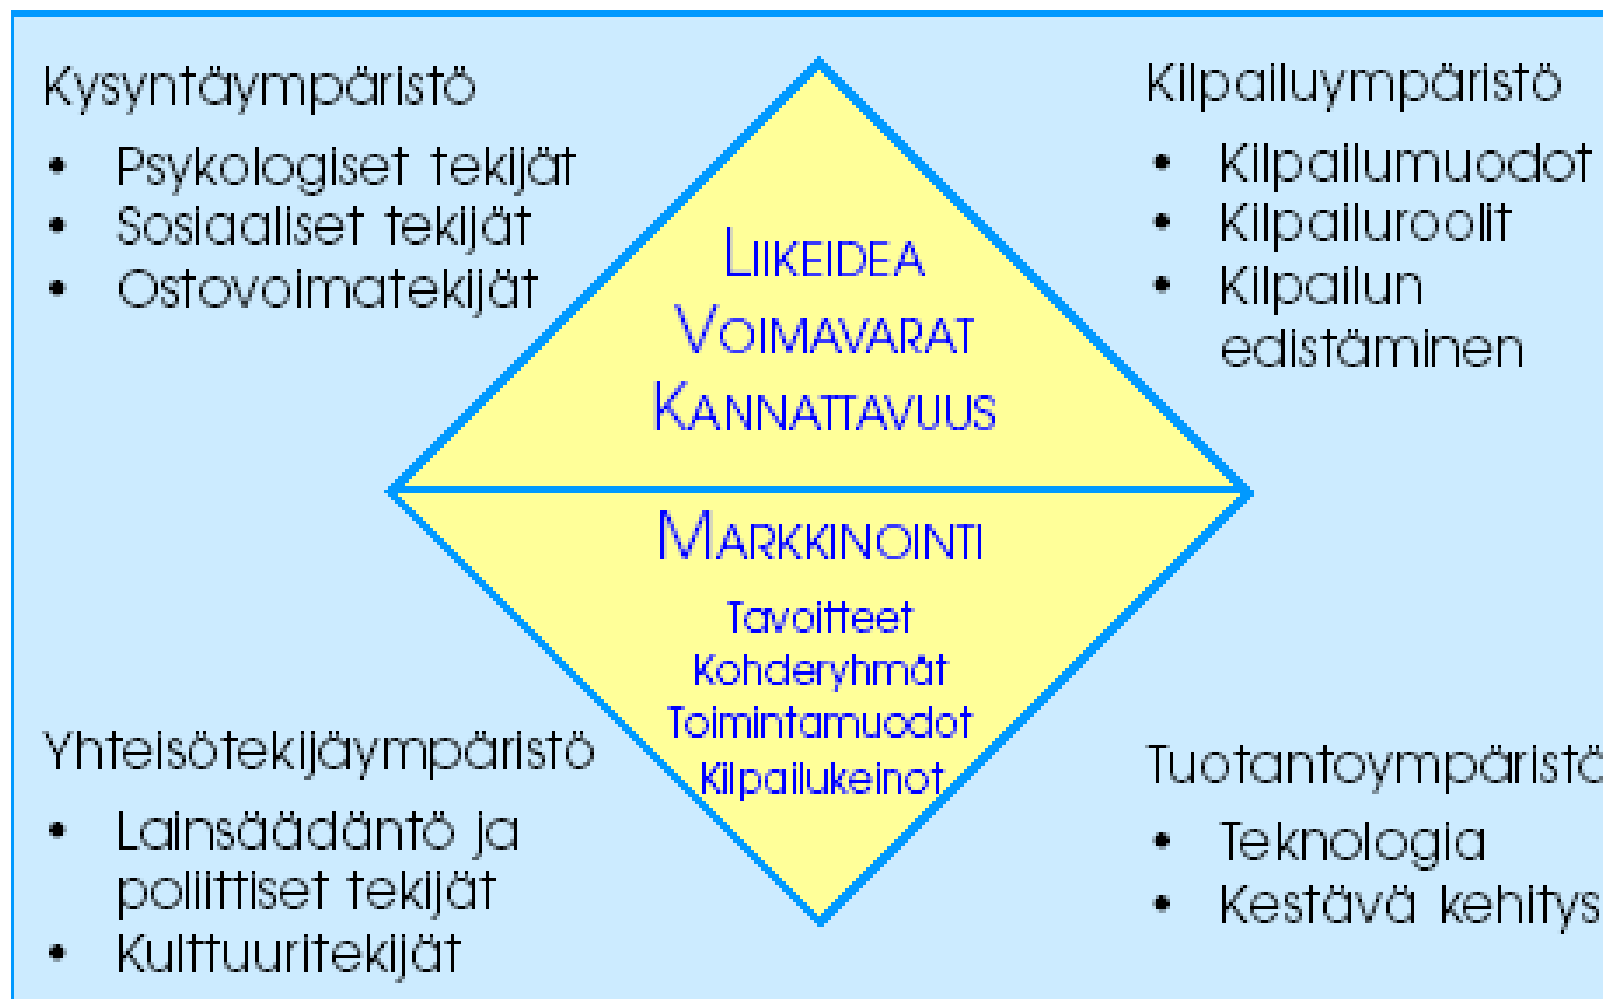 Kysyntäympäristö
• Psykologiset tekijät
• Sosiaaliset tekijät
• Ostovoimatekijät
Kilpailuympäristö
• Kilpailumuodot
• Kilpailuroolit
• Kilpailun
edistäminen
LIIKEIDEA
VOIMAVARAT
KANNATTAVUUS
MARKKINOINTI
Tavoitteet
Kohderyhmät
Toimintamuodot
Kilpailukeinot
Yhteisötekijäympäristö
• Lainsäädäntö ja
poliittiset tekijät
• Kulttuuritekijät
Tuotantoympäristö
• Teknologia
• Kestävä kehitys